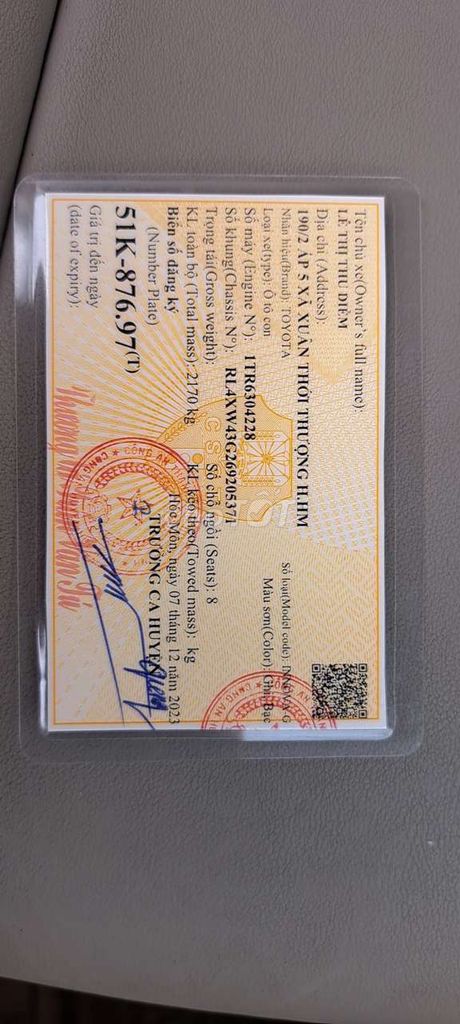 Tên chủ xe(Owner's full name):
LÊ THỊ THU DIỄM
Địa chỉ (Address):
190/2 ẤP 5 XÃ XUÂN THỚI THƯỢNG H.HM
Nhãn hiệu(Brand): TOYOTA Số loại(Model code): INNOVA G
Loại xe(type): Ô tô con Màu sơn(Color): Ghi-Bạc
Số máy (Engine N°): 1TR6304228
Số khung(Chassis N°): RL4XW43G269205371
Trọng tải(Gross weight): Số chỗ ngồi (Seats): 8
KL toàn bộ (Total mass): 2170 kg KL kéo theo(Towed mass): kg
Biển số đăng ký Hóc Môn, ngày 07 tháng 12 năm 2023
(Number Plate) TRƯỞNG CA HUYỆN
51K-876.97(T)
Giá trị đến ngày
(date of expiry):